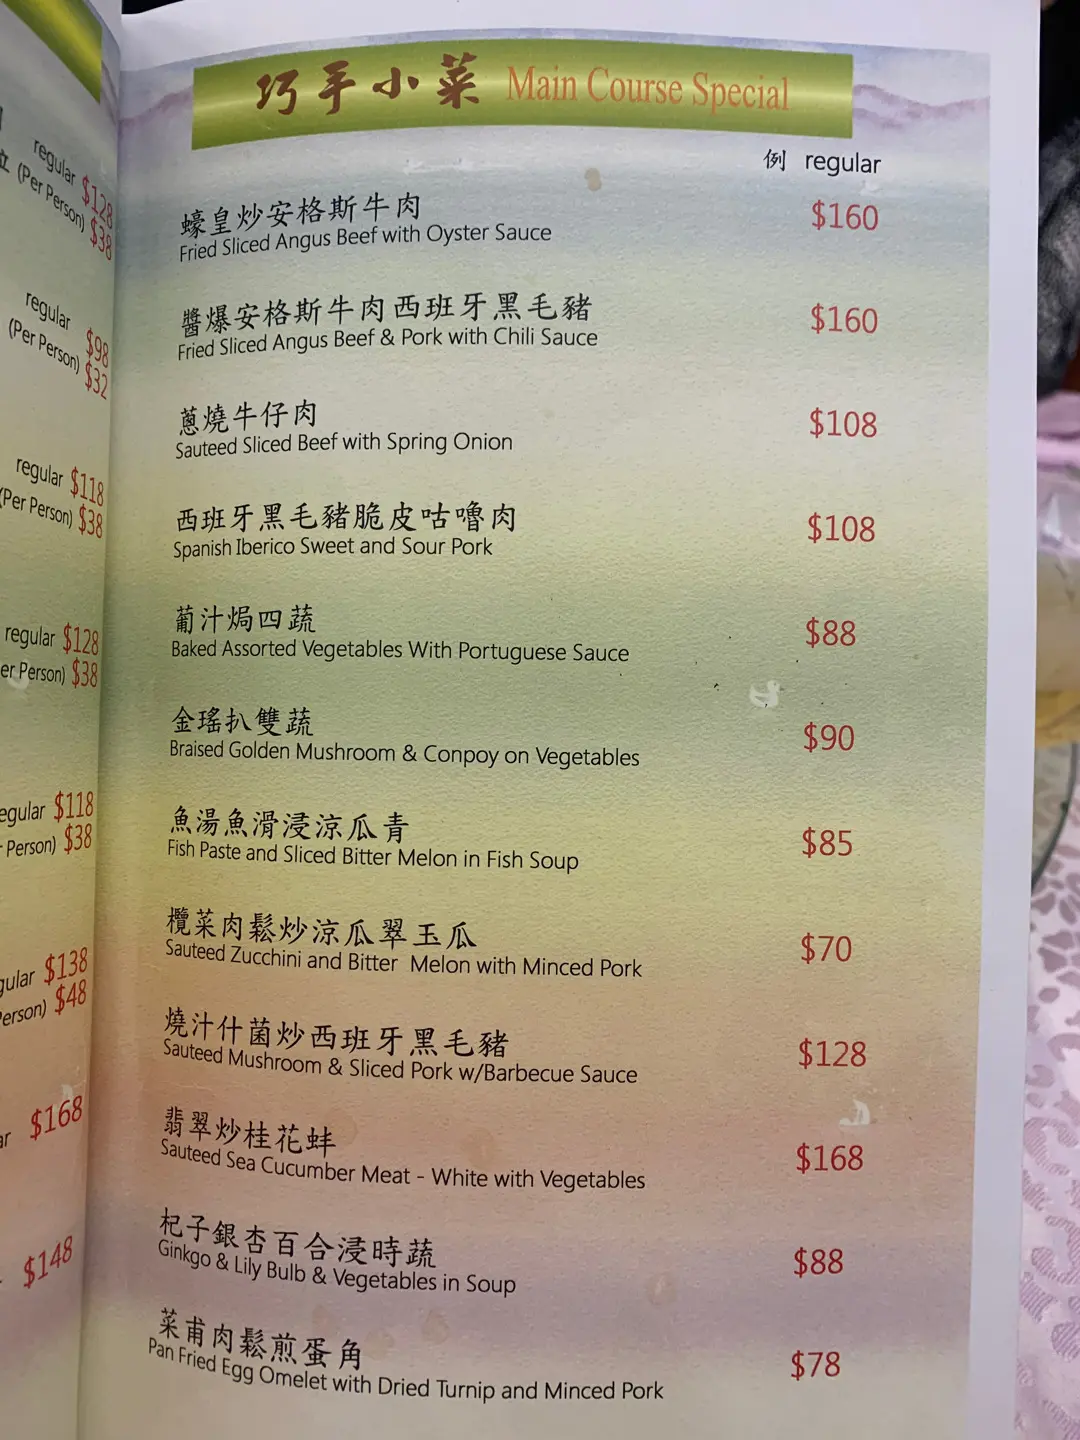 regular $128
(Per Person) $38
regular $98
(Per Person) $32
regular $118
(Per Person) $38
regular $128
er Person) $38
egular $118
Person) $38
gular $138
erson) $48
ar $168
$148
巧手小菜 Main Course Special
例 regular
蠔皇炒安格斯牛肉 $160
Fried Sliced Angus Beef with Oyster Sauce
醬爆安格斯牛肉西班牙黑毛豬 $160
Fried Sliced Angus Beef & Pork with Chili Sauce
蔥燒牛仔肉 $108
Sauteed Sliced Beef with Spring Onion
西班牙黑毛豬脆皮咕嚕肉 $108
Spanish Iberico Sweet and Sour Pork
葡汁焗四蔬 $88
Baked Assorted Vegetables With Portuguese Sauce
金瑤扒雙蔬 $90
Braised Golden Mushroom & Conpoy on Vegetables
魚湯魚滑浸涼瓜青 $85
Fish Paste and Sliced Bitter Melon in Fish Soup
欖菜肉鬆炒涼瓜翠玉瓜 $70
Sauteed Zucchini and Bitter Melon with Minced Pork
燒汁什菌炒西班牙黑毛豬 $128
Sauteed Mushroom & Sliced Pork w/Barbecue Sauce
翡翠炒桂花蚌 $168
Sauteed Sea Cucumber Meat - White with Vegetables
杞子銀杏百合浸時蔬 $88
Ginkgo & Lily Bulb & Vegetables in Soup
菜甫肉鬆煎蛋角 $78
Pan Fried Egg Omelet with Dried Turnip and Minced Pork